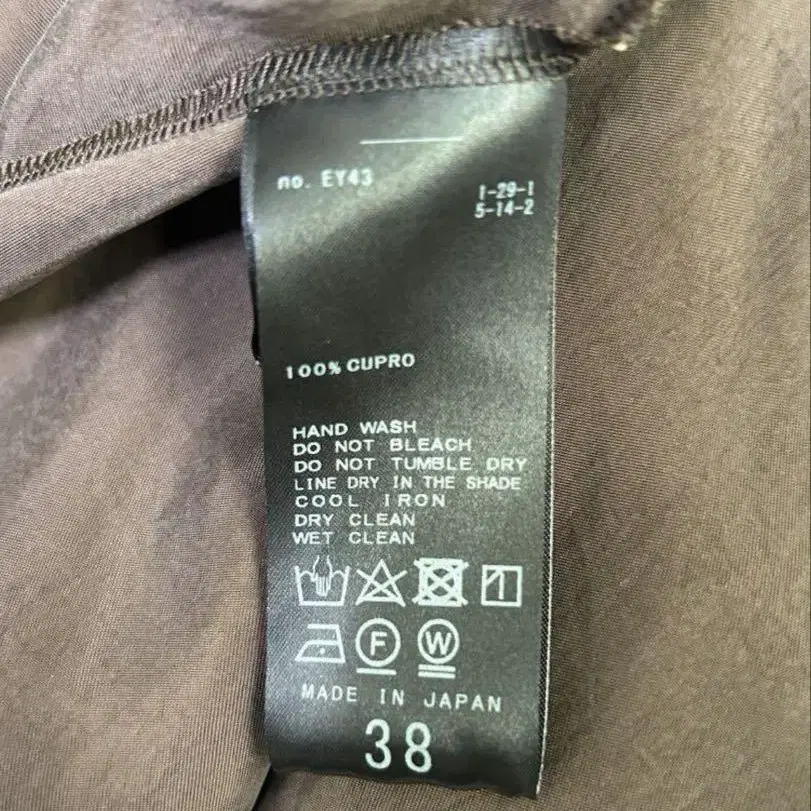 no. EY43
1-29-1
5-14-2
100% CUPRO
HAND WASH
DO NOT BLEACH
DO NOT TUMBLE DRY
LINE DRY IN THE SHADE
COOL IRON
DRY CLEAN
WET CLEAN
F W
MADE IN JAPAN
38